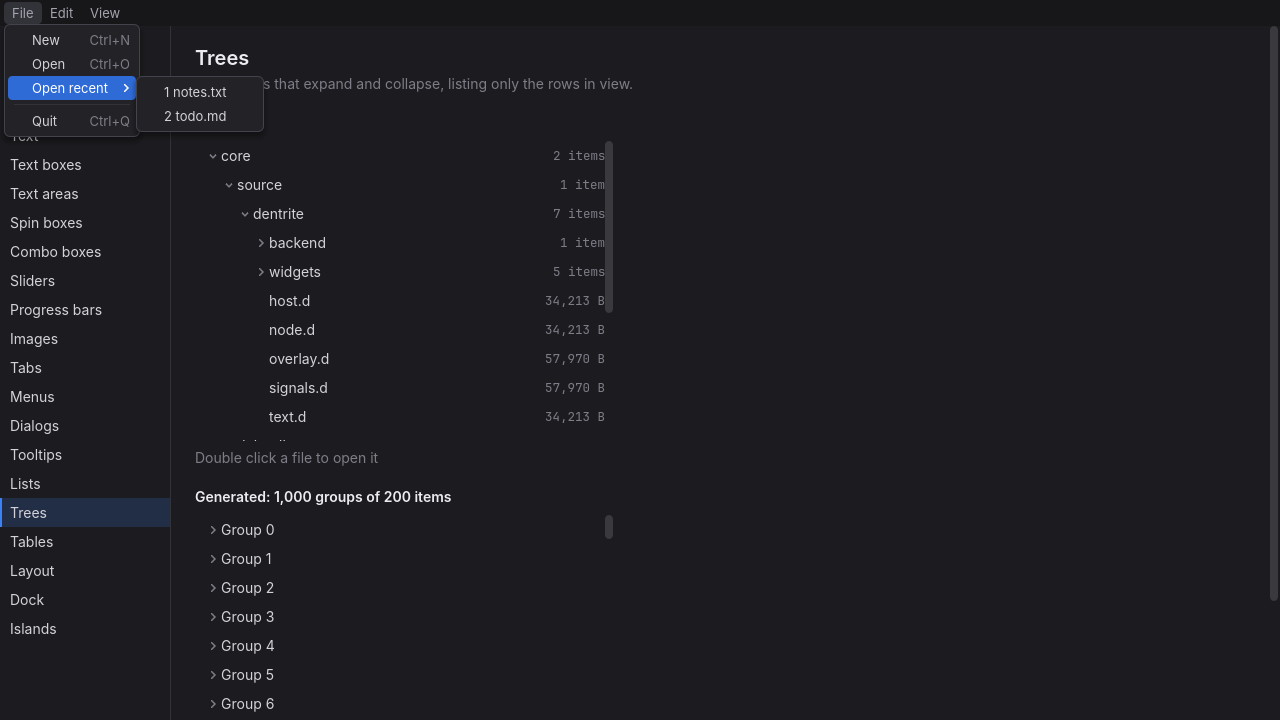 File Edit View
New Ctrl+N
Open Ctrl+O
Open recent
1 notes.txt
2 todo.md
Quit Ctrl+Q
Text
Text boxes
Text areas
Spin boxes
Combo boxes
Sliders
Progress bars
Images
Tabs
Menus
Dialogs
Tooltips
Lists
Trees
Tables
Layout
Dock
Islands
Trees
that expand and collapse, listing only the rows in view.
core 2 items
source 1 item
dentrite 7 items
backend 1 item
widgets 5 items
host.d 34,213 B
node.d 34,213 B
overlay.d 57,970 B
signals.d 57,970 B
text.d 34,213 B
Double click a file to open it
Generated: 1,000 groups of 200 items
Group 0
Group 1
Group 2
Group 3
Group 4
Group 5
Group 6